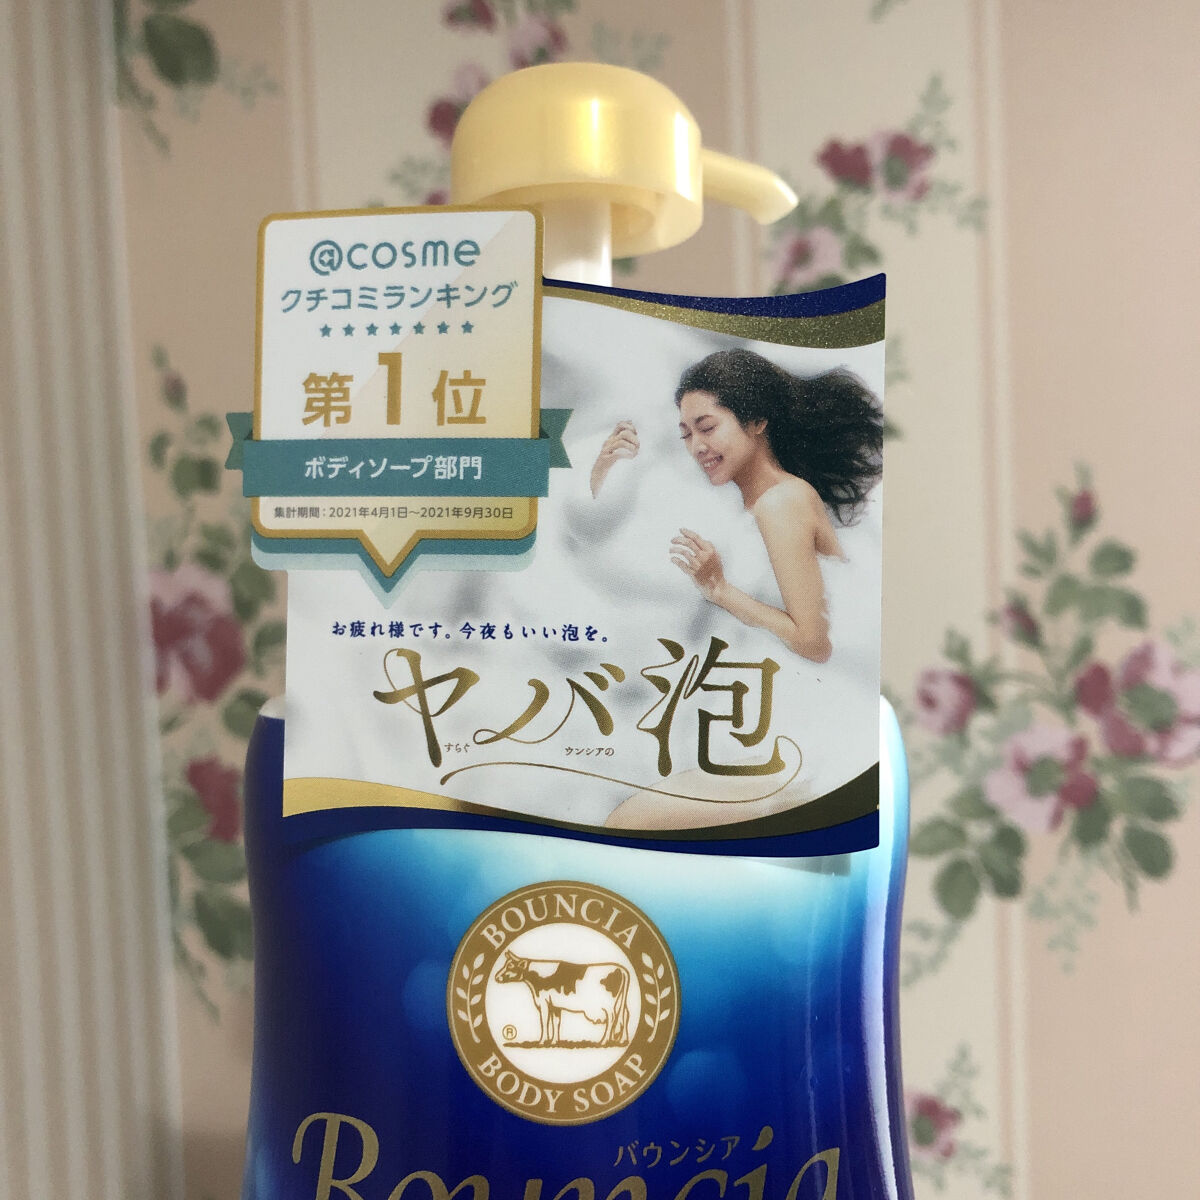 @cosme
クチコミランキング
★★★★★★★
第1位
ボディソープ部門
集計期間：2021年4月1日～2021年9月30日
お疲れ様です。今夜もいい泡を。
ヤバ泡
すらぐ ウンシアの
BOUNCIA
®
BODY SOAP
バウンシア
Bouncia